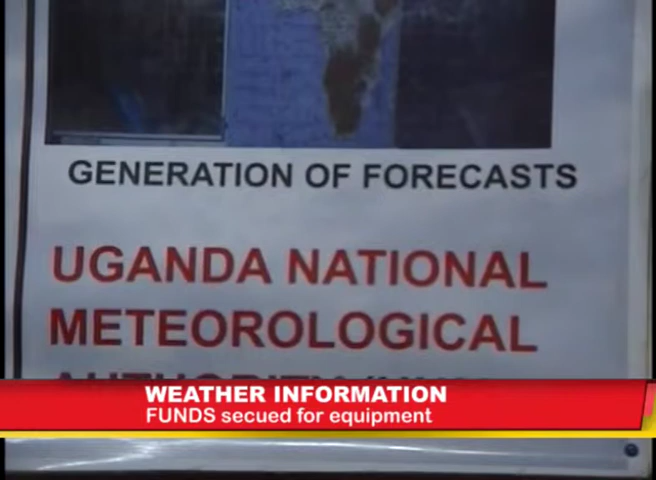 GENERATION OF FORECASTS
UGANDA NATIONAL
METEOROLOGICAL
WEATHER INFORMATION
FUNDS secued for equipment